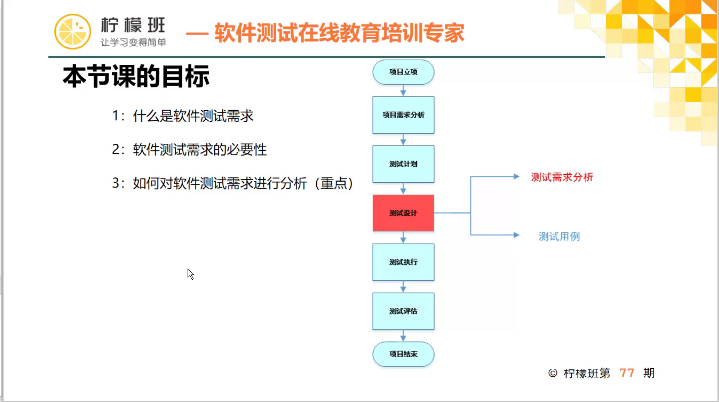 柠檬班
让学习变得简单
— 软件测试在线教育培训专家
本节课的目标
1：什么是软件测试需求
2：软件测试需求的必要性
3：如何对软件测试需求进行分析（重点）
项目立项
项目需求分析
测试计划
测试设计
测试执行
测试评估
项目结束
测试需求分析
测试用例
© 柠檬班第 77 期